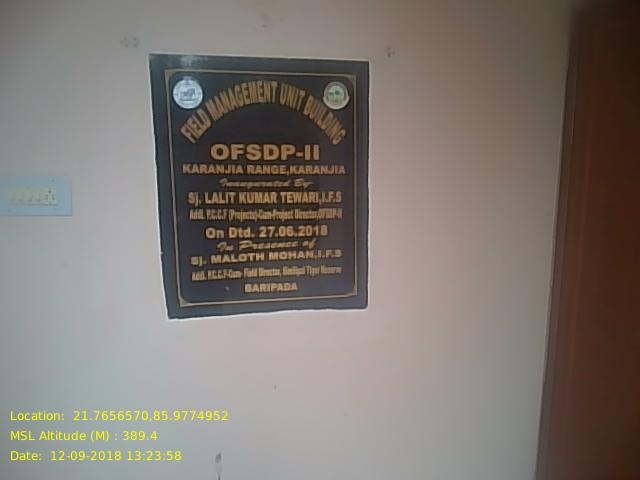 FIELD MANAGEMENT UNIT BUILDING
OFSDP-II
KARANJIA RANGE,KARANJIA
Inaugurated By
Sj. LALIT KUMAR TEWARI,I.F.S
Addl. P.C.C.F (Projects)-Cum-Project Director,OFSDP-II
On Dtd. 27.06.2018
In Presence of
Sj. MALOTH MOHAN,I.F.S
Addl. P.C.C.F-Cum- Field Director, Similipal Tiger Reserve
BARIPADA
Location: 21.7656570,85.9774952
MSL Altitude (M) : 389.4
Date: 12-09-2018 13:23:58